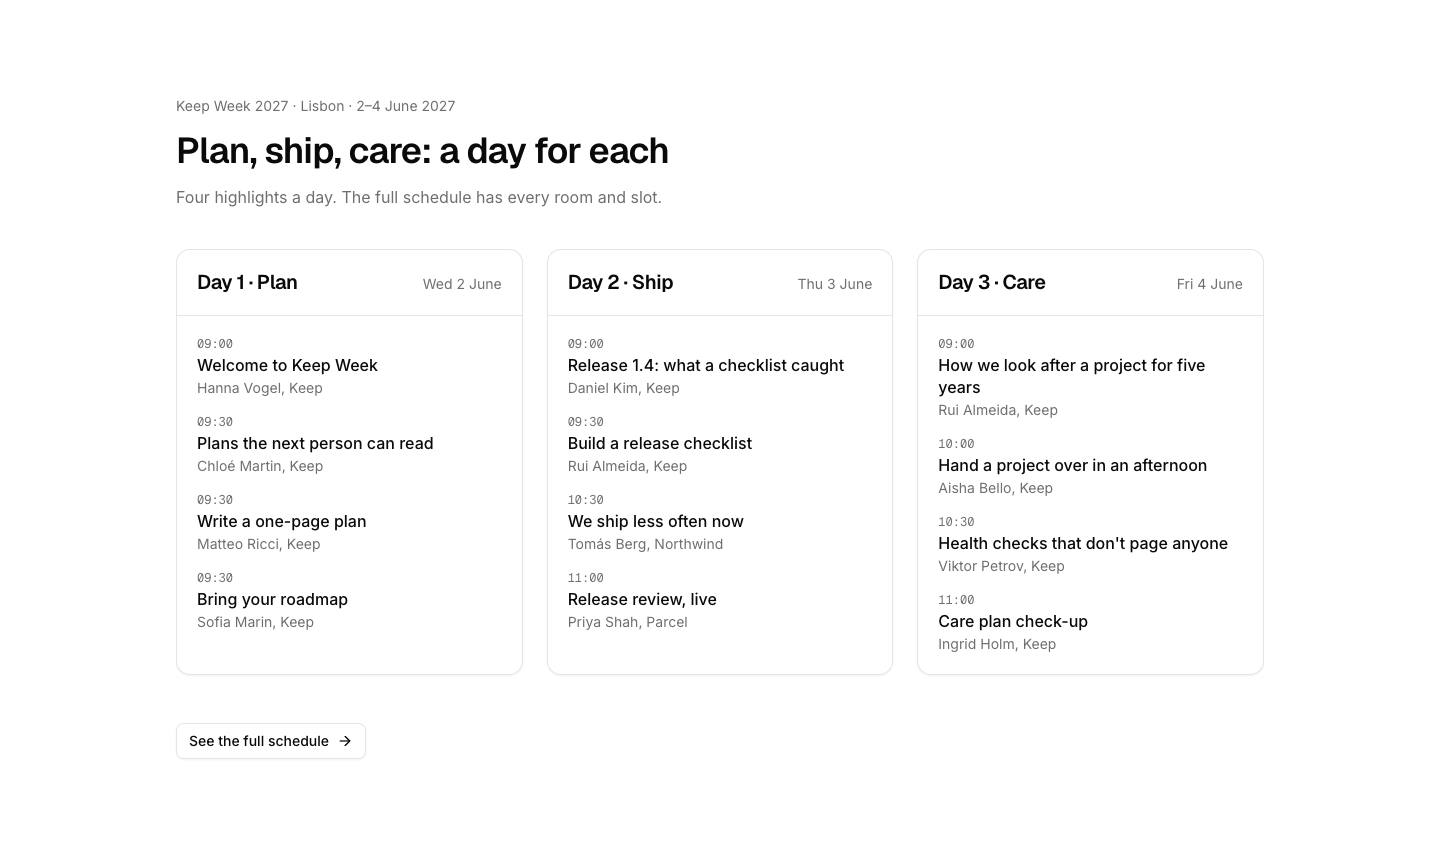 Keep Week 2027 · Lisbon · 2–4 June 2027
Plan, ship, care: a day for each
Four highlights a day. The full schedule has every room and slot.
Day 1 · Plan
Wed 2 June
09:00
Welcome to Keep Week
Hanna Vogel, Keep
09:30
Plans the next person can read
Chloé Martin, Keep
09:30
Write a one-page plan
Matteo Ricci, Keep
09:30
Bring your roadmap
Sofia Marin, Keep
Day 2 · Ship
Thu 3 June
09:00
Release 1.4: what a checklist caught
Daniel Kim, Keep
09:30
Build a release checklist
Rui Almeida, Keep
10:30
We ship less often now
Tomás Berg, Northwind
11:00
Release review, live
Priya Shah, Parcel
Day 3 · Care
Fri 4 June
09:00
How we look after a project for five
years
Rui Almeida, Keep
10:00
Hand a project over in an afternoon
Aisha Bello, Keep
10:30
Health checks that don't page anyone
Viktor Petrov, Keep
11:00
Care plan check-up
Ingrid Holm, Keep
See the full schedule →